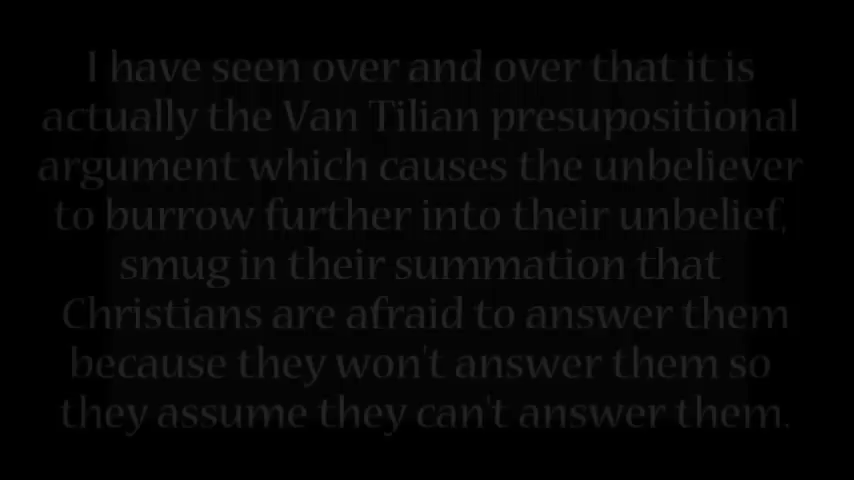 I have seen over and over that it is
actually the Van Tilian presupositional
argument which causes the unbeliever
to burrow further into their unbelief,
smug in their summation that
Christians are afraid to answer them
because they won't answer them so
they assume they can't answer them.